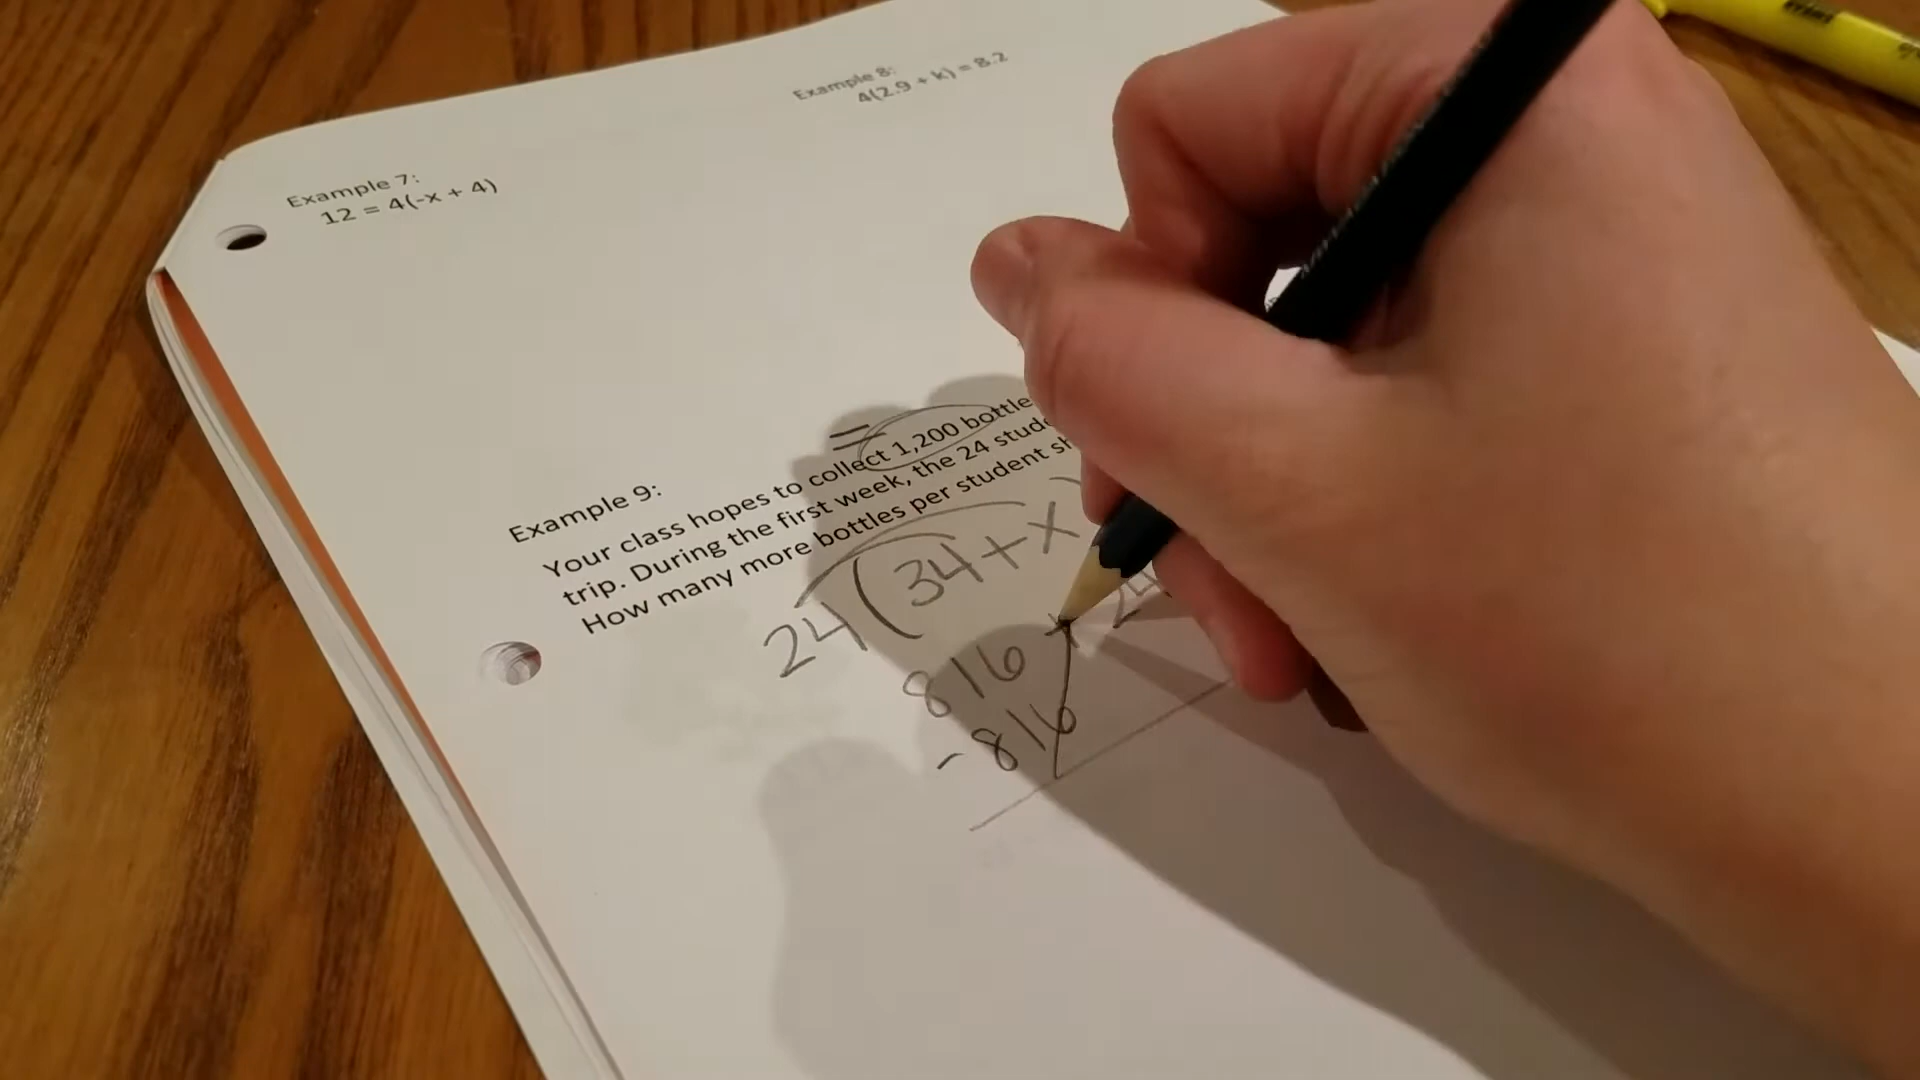 Example 8:
4(2.9 + k) = 8.2
Example 7:
12 = 4(-x + 4)
=
Example 9:
Your class hopes to collect 1,200 bottle
trip. During the first week, the 24 stude
How many more bottles per student sh
24(34+x)
816 + 24
-816